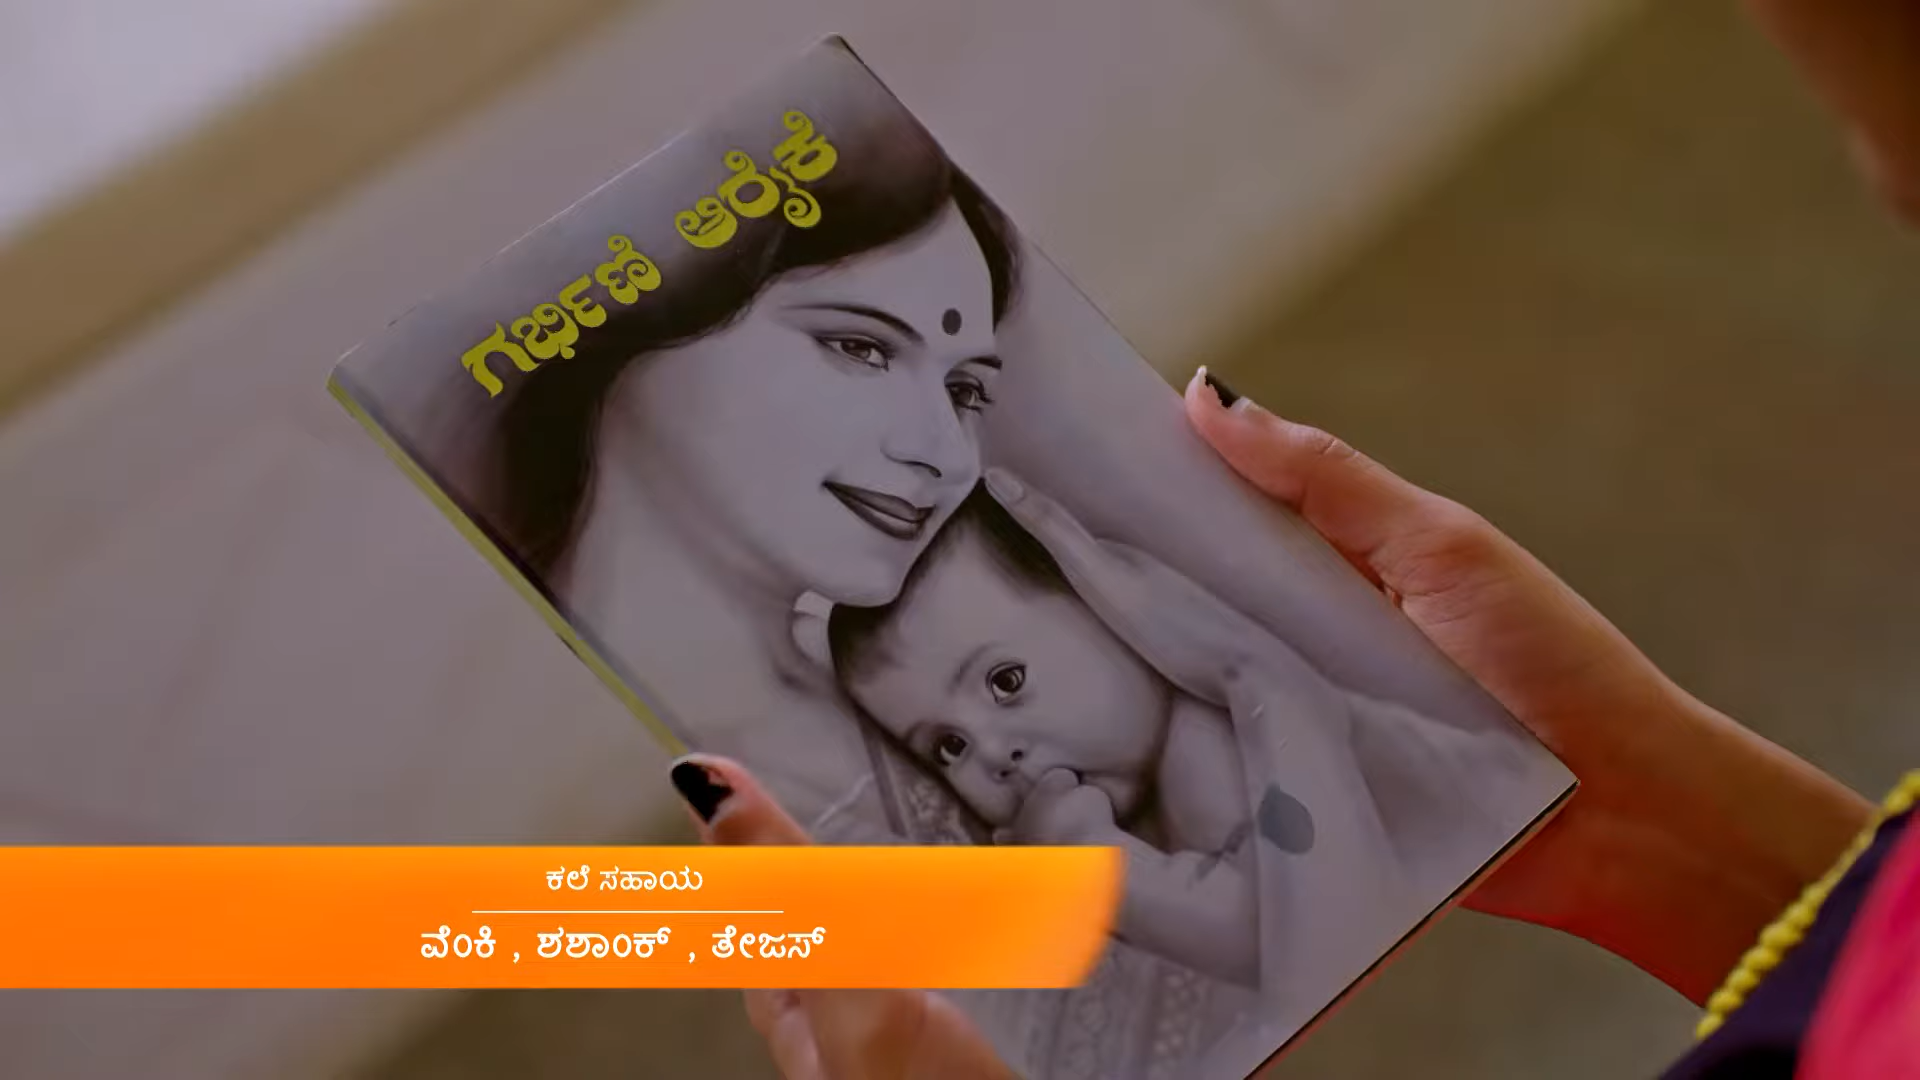 ಗರ್ಭಿಣಿ ಆರೈಕೆ
ಕಲೆ ಸಹಾಯ
ವೆಂಕಿ , ಶಶಾಂಕ್ , ತೇಜಸ್